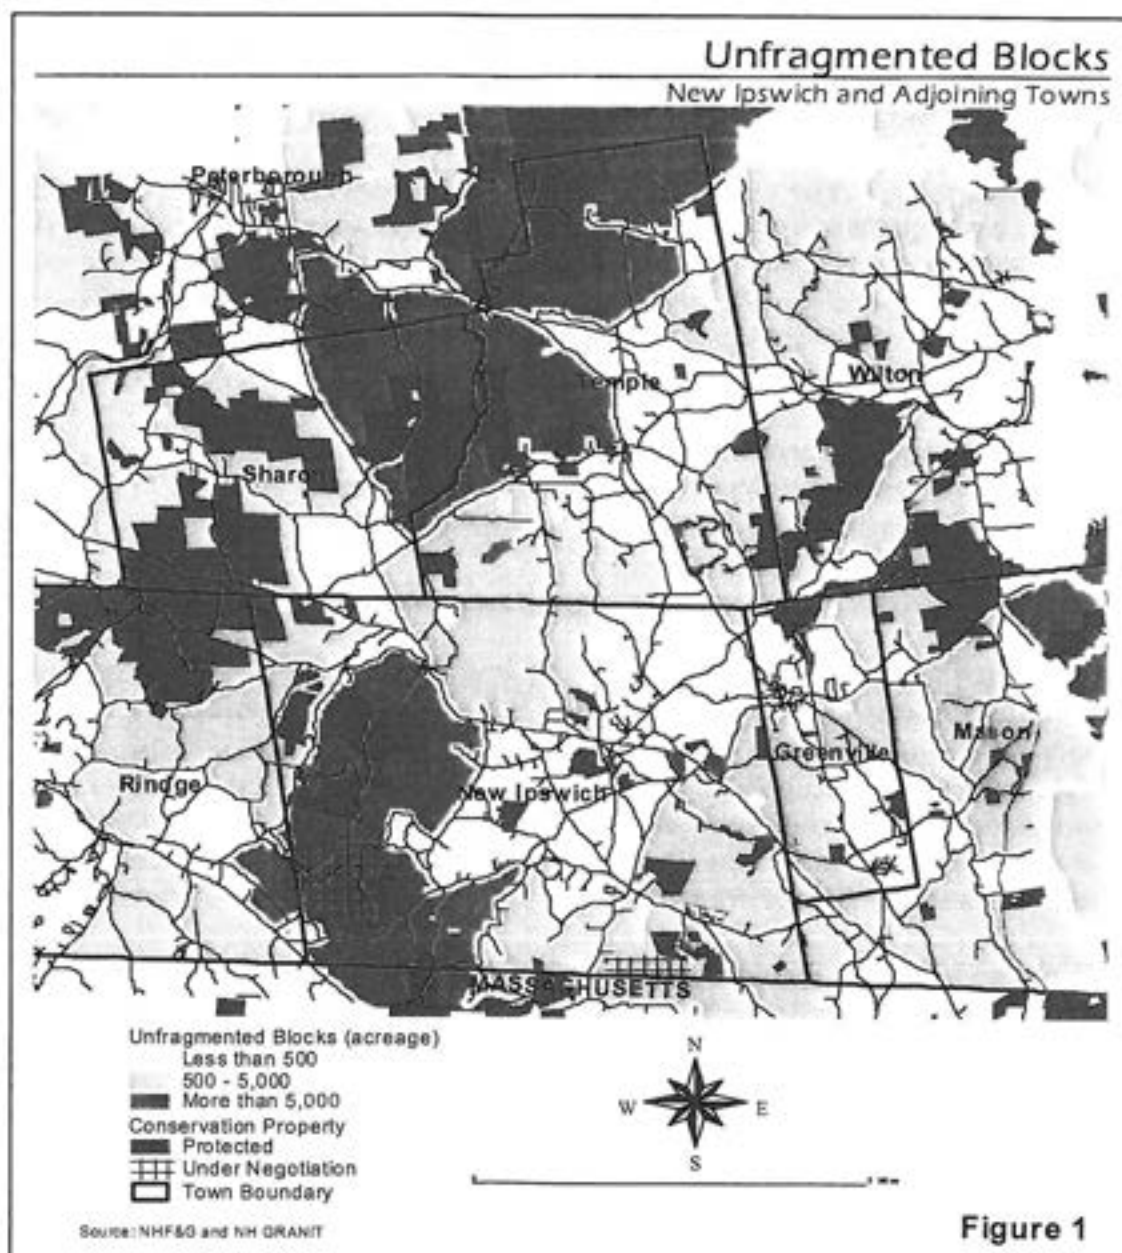 Unfragmented Blocks
New Ipswich and Adjoining Towns
Peterborough
Temple
Wilton
Sharon
Mason
Greenville
Rindge
New Ipswich
MASSACHUSETTS
Unfragmented Blocks (acreage)
Less than 500
500 - 5,000
More than 5,000
Conservation Property
Protected
Under Negotiation
Town Boundary
N
W E
S
Source: NHF&G and NH GRANIT
Figure 1